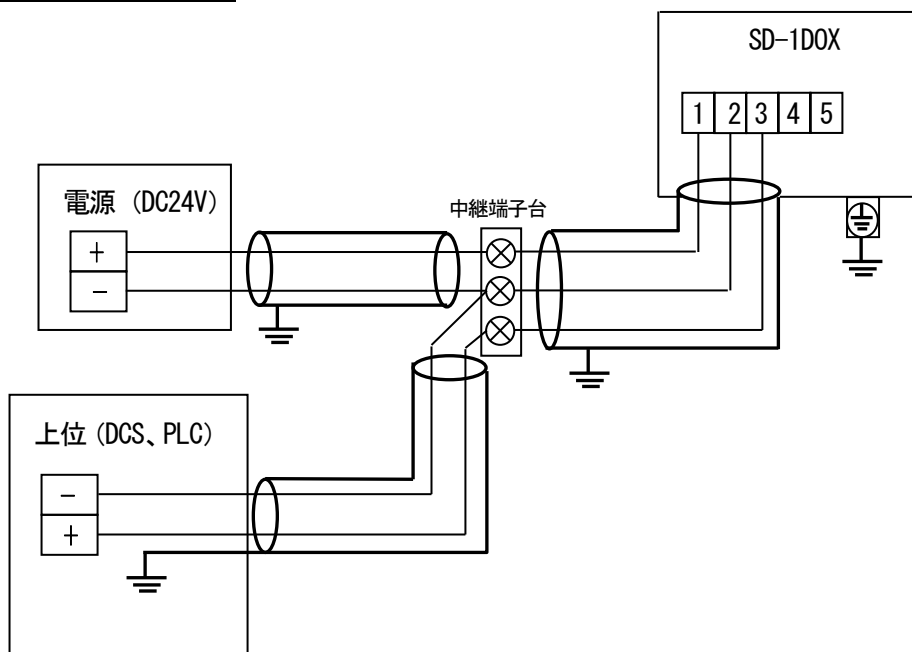 SD-1DOX
1 2 3 4 5
電源 (DC24V)
+
-
中継端子台
上位 (DCS、PLC)
-
+